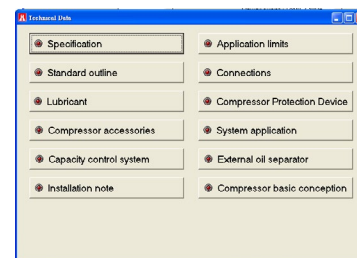 Technical Data
Specification
Application limits
Standard outline
Connections
Lubricant
Compressor Protection Device
Compressor accessories
System application
Capacity control system
External oil separator
Installation note
Compressor basic conception